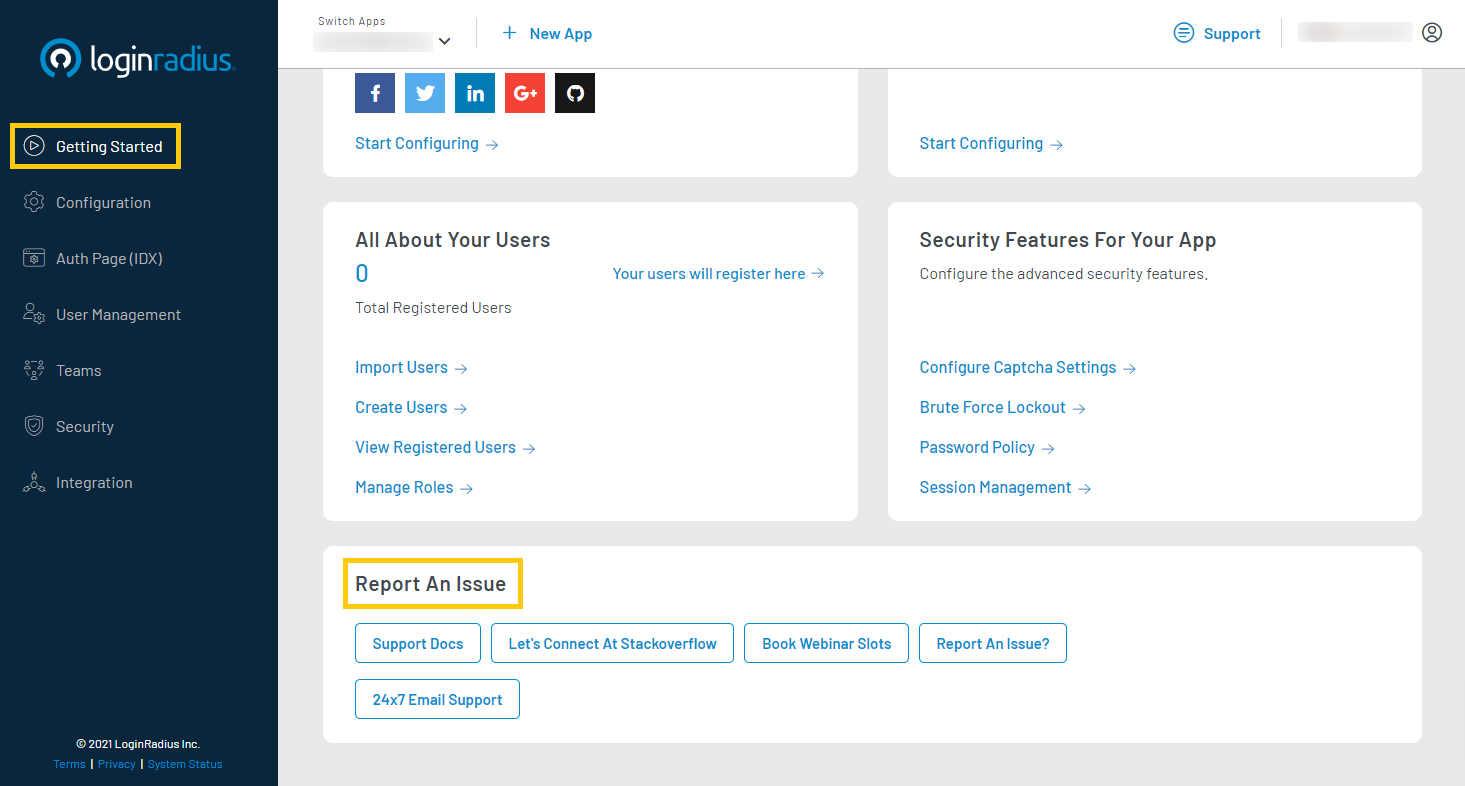 loginradius
Getting Started
Configuration
Auth Page (IDX)
User Management
Teams
Security
Integration
© 2021 LoginRadius Inc.
Terms | Privacy | System Status
Switch Apps
+ New App
Support
f in G+
Start Configuring →
Start Configuring →
All About Your Users
0
Your users will register here →
Total Registered Users
Import Users →
Create Users →
View Registered Users →
Manage Roles →
Security Features For Your App
Configure the advanced security features.
Configure Captcha Settings →
Brute Force Lockout →
Password Policy →
Session Management →
Report An Issue
Support Docs Let's Connect At Stackoverflow Book Webinar Slots Report An Issue?
24x7 Email Support